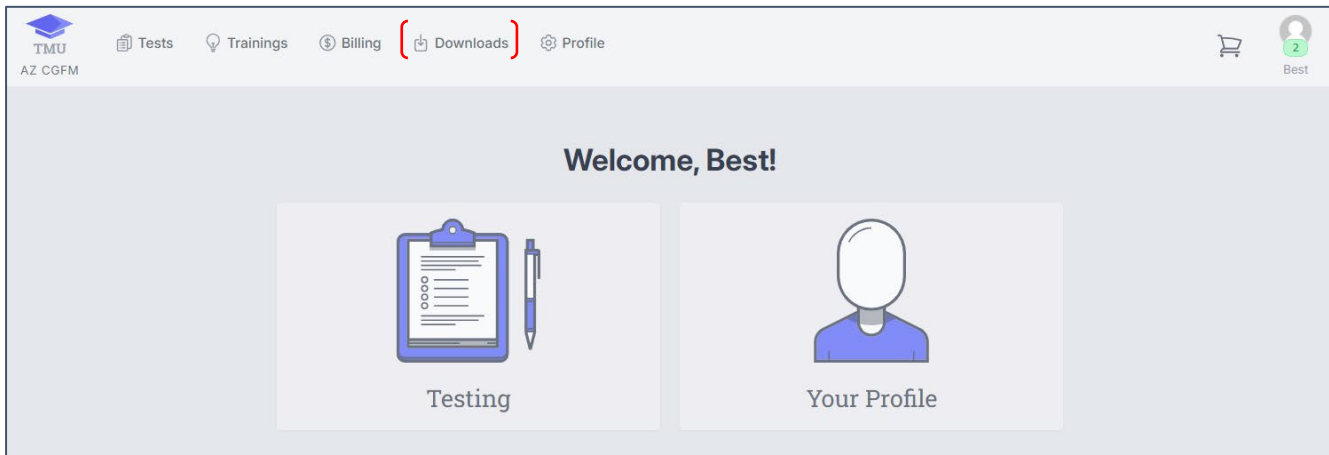 TMU
AZ CGFM
Tests
Trainings
Billing
Downloads
Profile
2
Best
Welcome, Best!
Testing
Your Profile